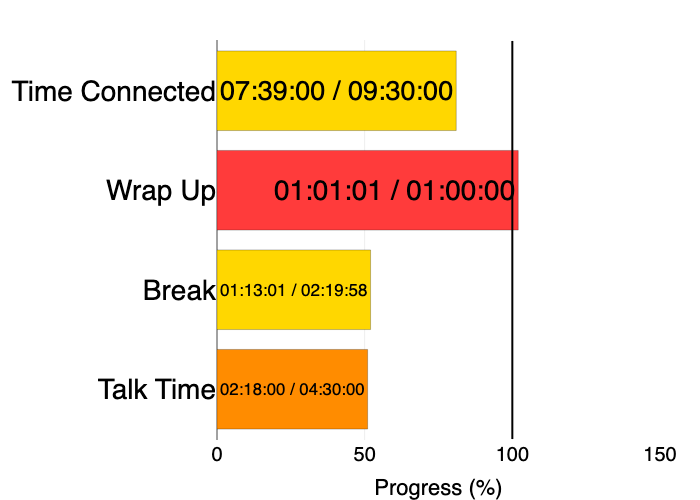 Time Connected 07:39:00 / 09:30:00
Wrap Up 01:01:01 / 01:00:00
Break 01:13:01 / 02:19:58
Talk Time 02:18:00 / 04:30:00
0 50 100 150
Progress (%)